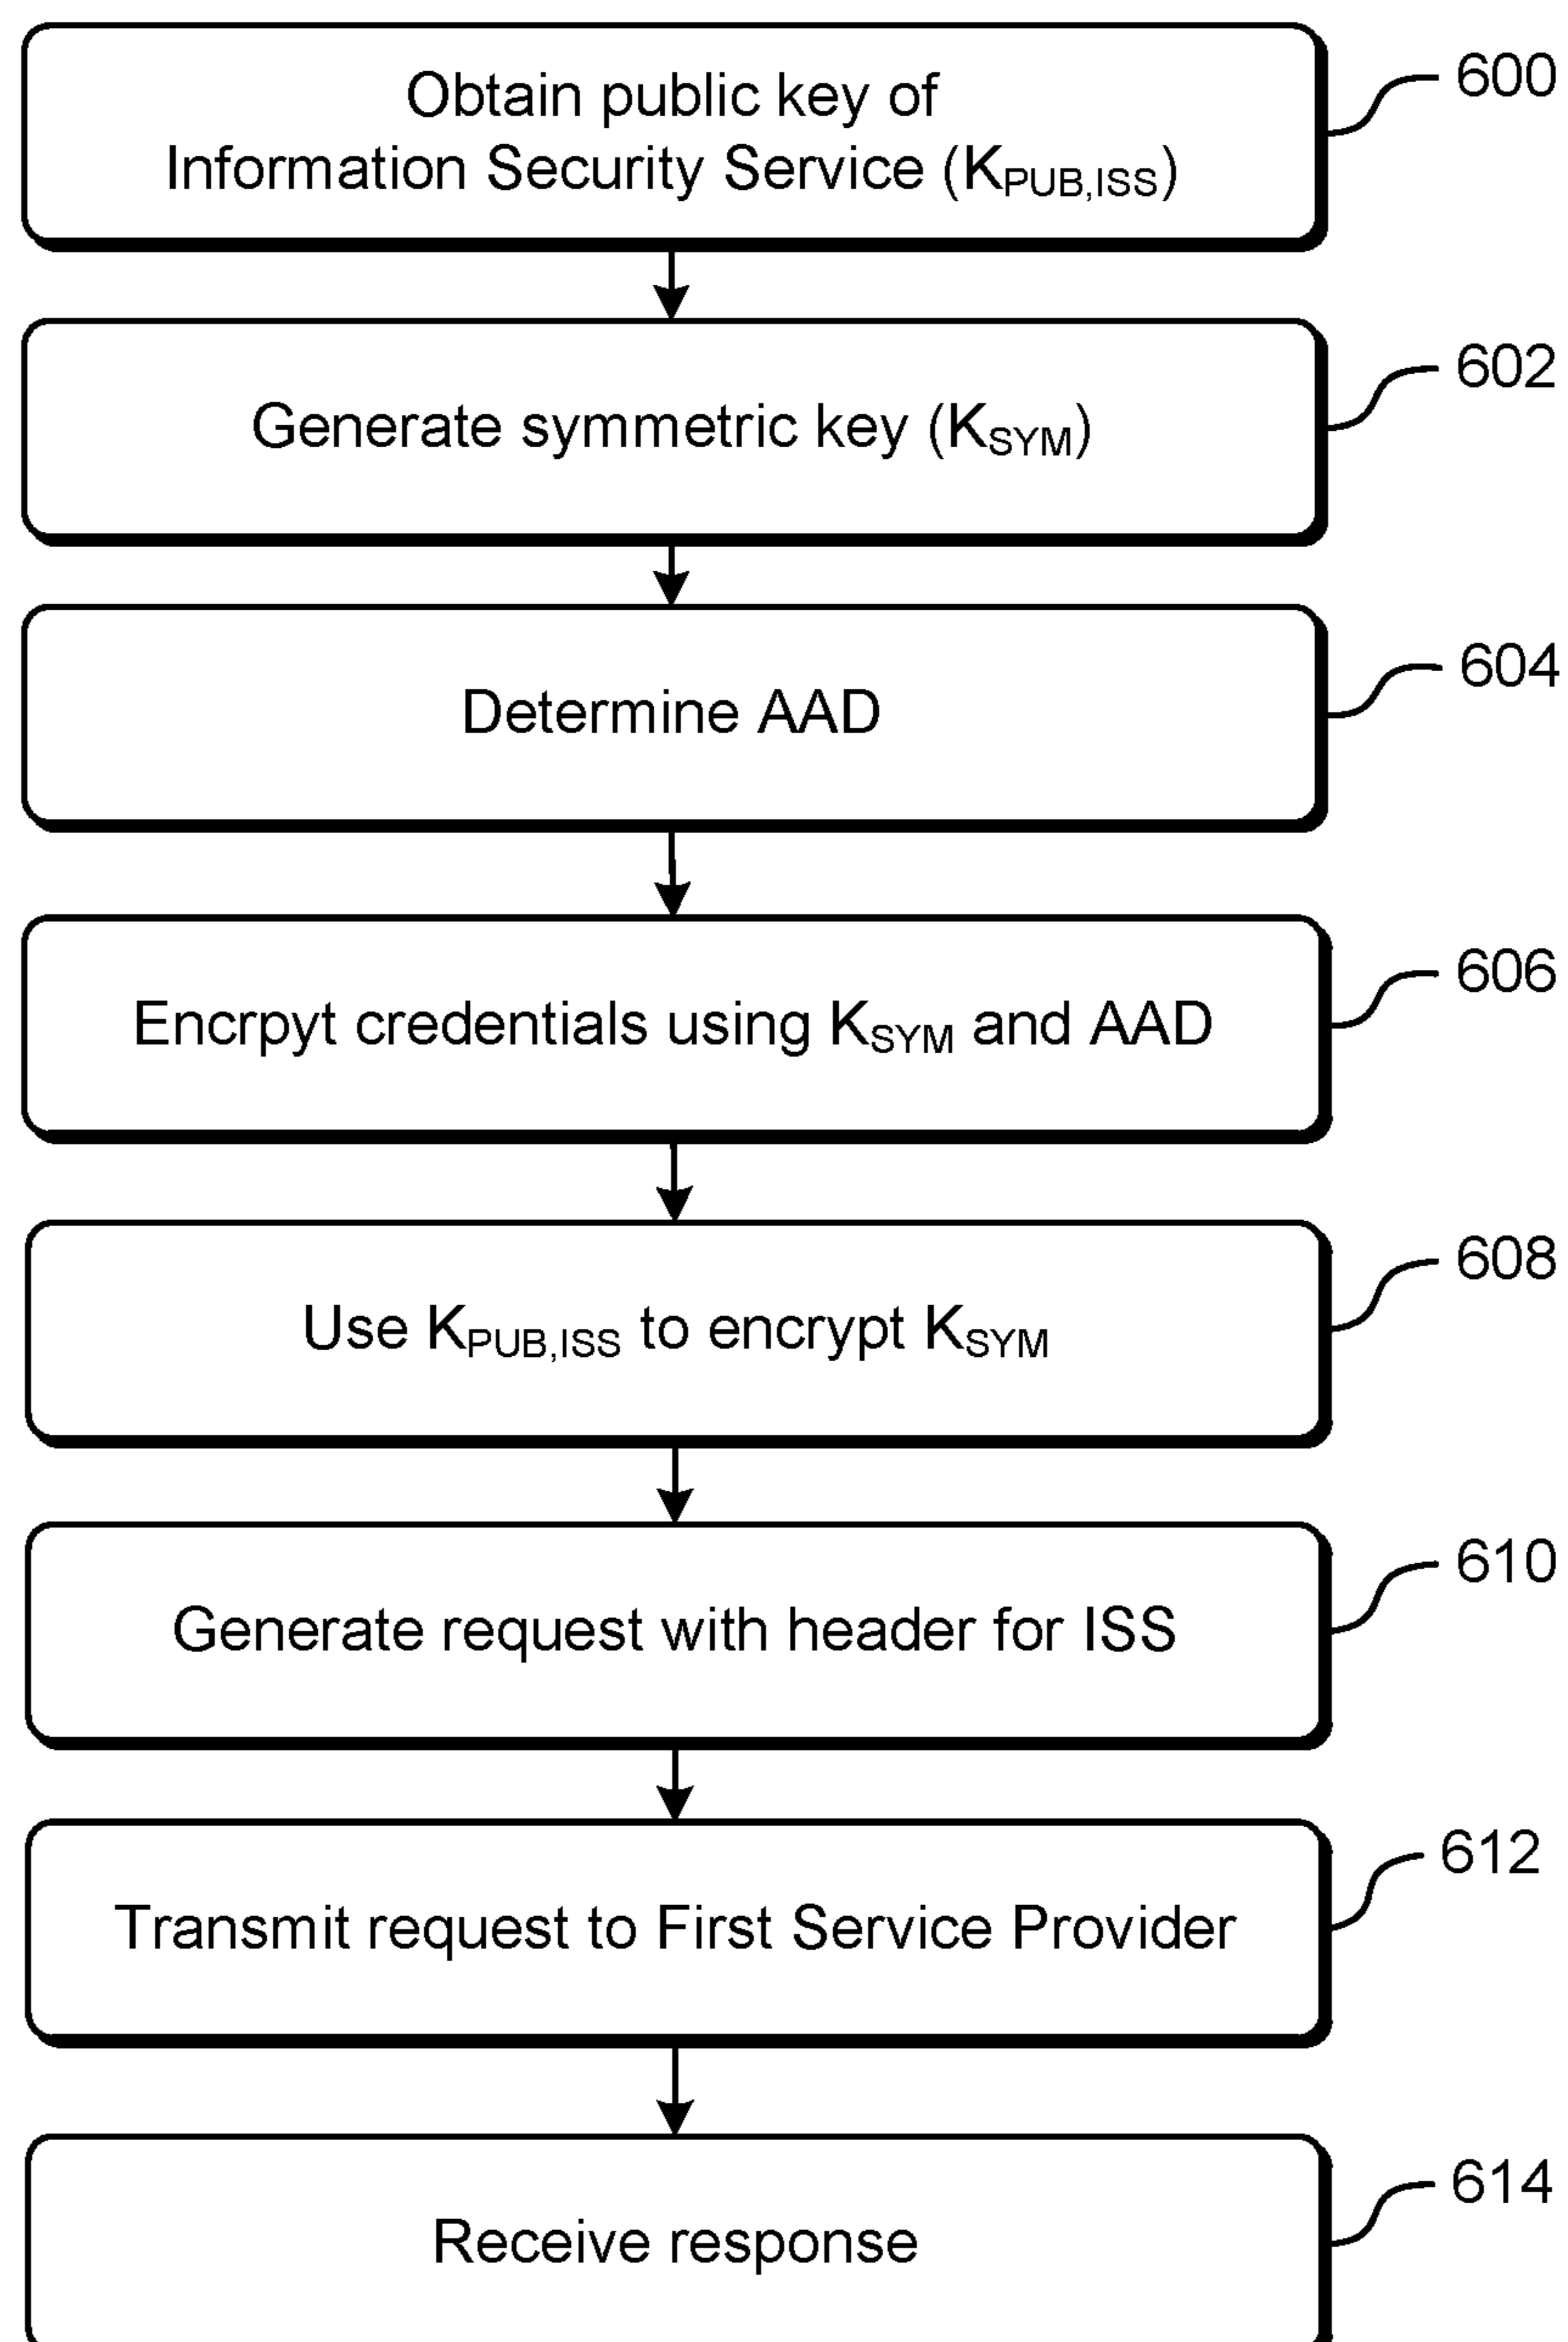 Obtain public key of
Information Security Service (KPUB,ISS)
600
Generate symmetric key (KSYM)
602
Determine AAD
604
Encrpyt credentials using KSYM and AAD
606
Use KPUB,ISS to encrypt KSYM
608
Generate request with header for ISS
610
Transmit request to First Service Provider
612
Receive response
614